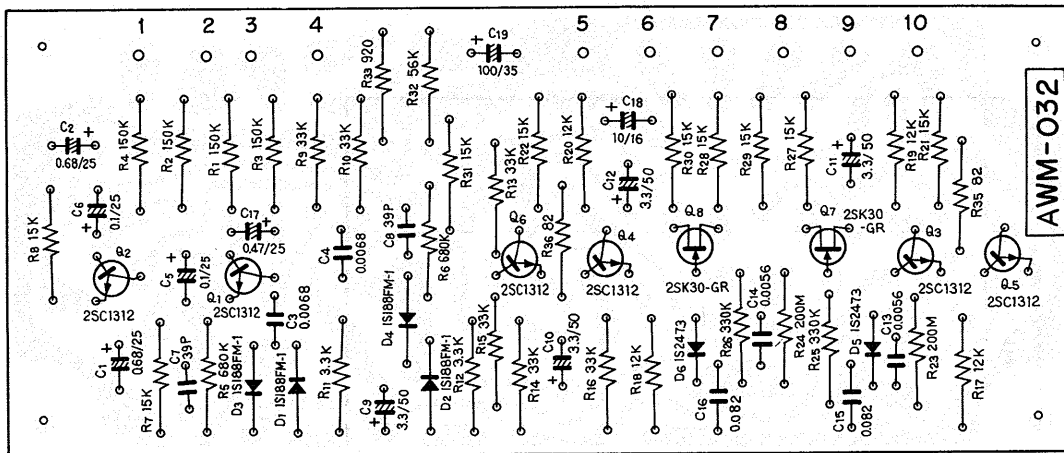 1 2 3 4 5 6 7 8 9 10
AWM-032
C19
100/35
R33 920
R32 56K
C2
0.68/25
R4 150K
R2 150K
R1 150K
R3 150K
R9 33K
R10 33K
R31 15K
R13 33K
R22 15K
R20 12K
C18
10/16
C12
3.3/50
R30 15K
R28 15K
R29 15K
R27 15K
C11
3.3/50
R19 12K
R21 15K
R35 82
R8 15K
C6
0.1/25
C17
0.47/25
C4
0.0068
C8 39P
R6 680K
Q6
2SC1312
R36 82
Q4
2SC1312
Q8
2SK30-GR
Q7
2SK30
-GR
Q3
2SC1312
Q5
2SC1312
Q2
2SC1312
C5
0.1/25
Q1
2SC1312
C3
0.0068
D4 1S188FM-1
C1
0.68/25
R7 15K
C7
39P
R5 680K
D3 1S188FM-1
D1 1S188FM-1
R11 3.3K
C9
3.3/50
D2 1S188FM-1
R12 3.3K
R15 33K
R14 33K
C10
3.3/50
R16 33K
R18 12K
D6 1S2473
C16
0.082
R26 330K
C14
0.0056
R24 200M
R25 330K
D5 1S2473
C15
0.082
C13
0.0056
R23 200M
R17 12K